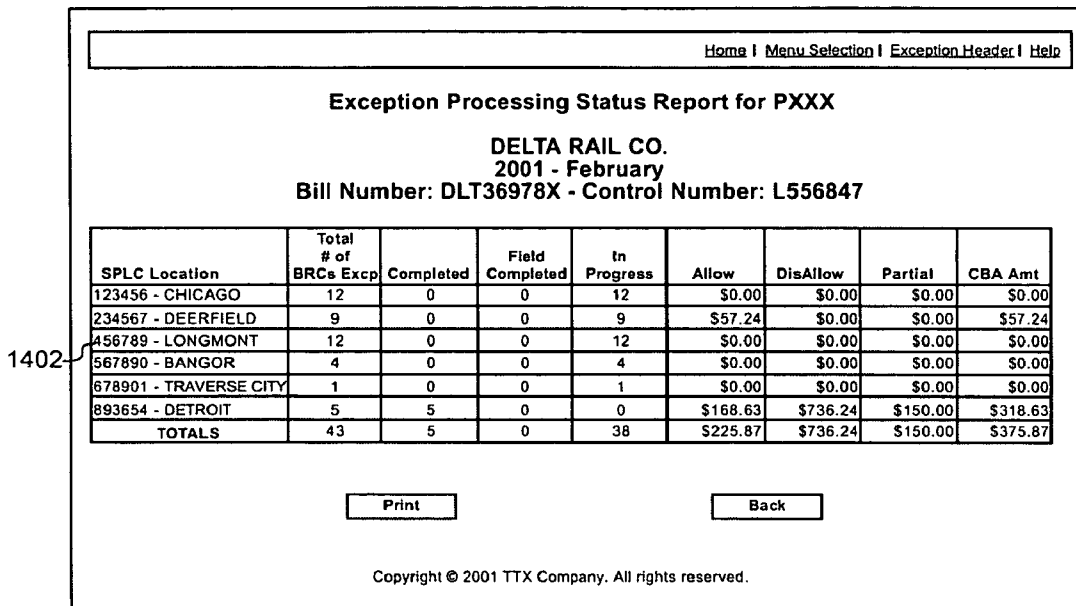 Home | Menu Selection | Exception Header | Help
Exception Processing Status Report for PXXX
DELTA RAIL CO.
2001 - February
Bill Number: DLT36978X - Control Number: L556847
SPLC Location Total # of BRCs Excp Completed Field Completed In Progress Allow DisAllow Partial CBA Amt
123456 - CHICAGO 12 0 0 12 $0.00 $0.00 $0.00 $0.00
234567 - DEERFIELD 9 0 0 9 $57.24 $0.00 $0.00 $57.24
1402 456789 - LONGMONT 12 0 0 12 $0.00 $0.00 $0.00 $0.00
567890 - BANGOR 4 0 0 4 $0.00 $0.00 $0.00 $0.00
678901 - TRAVERSE CITY 1 0 0 1 $0.00 $0.00 $0.00 $0.00
893654 - DETROIT 5 5 0 0 $168.63 $736.24 $150.00 $318.63
TOTALS 43 5 0 38 $225.87 $736.24 $150.00 $375.87
Print Back
Copyright © 2001 TTX Company. All rights reserved.